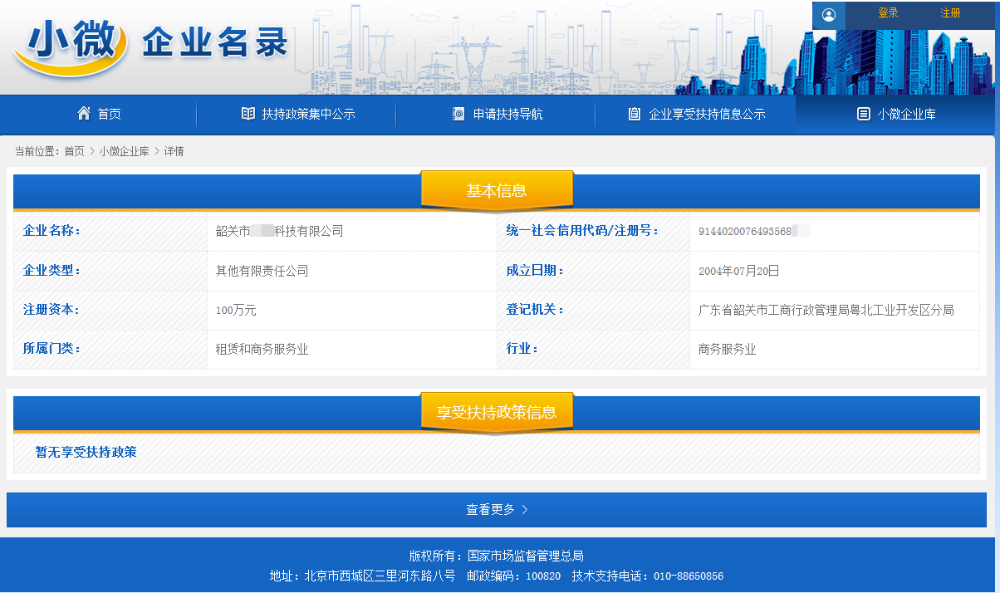 小微 企业名录
登录 注册
首页 扶持政策集中公示 申请扶持导航 企业享受扶持信息公示 小微企业库
当前位置：首页 > 小微企业库 > 详情
基本信息
企业名称： 韶关市 科技有限公司 统一社会信用代码/注册号： 9144020076493568
企业类型： 其他有限责任公司 成立日期： 2004年07月20日
注册资本： 100万元 登记机关： 广东省韶关市工商行政管理局粤北工业开发区分局
所属门类： 租赁和商务服务业 行业： 商务服务业
享受扶持政策信息
暂无享受扶持政策
查看更多 >
版权所有：国家市场监督管理总局
地址：北京市西城区三里河东路八号 邮政编码：100820 技术支持电话：010-88650856